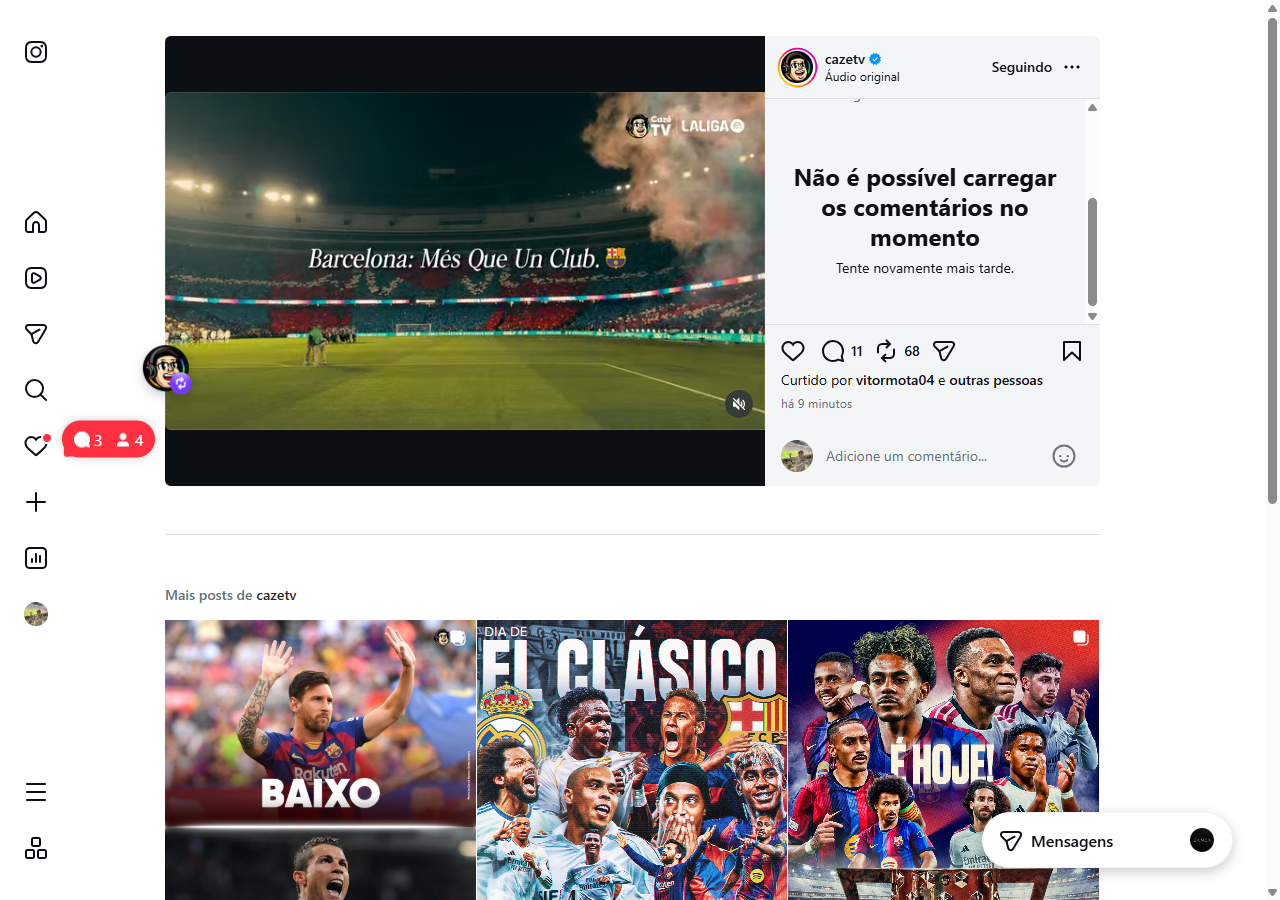 cazetv
Áudio original
Seguindo
Cazé
TV
LALIGA
Barcelona: Més Que Un Club.
Não é possível carregar
os comentários no
momento
Tente novamente mais tarde.
11
68
Curtido por vitormota04 e outras pessoas
há 9 minutos
Adicione um comentário...
3
4
Mais posts de cazetv
Rakuten
BAIXO
DIA DE
EL CLÁSICO
FCB
É HOJE!
Mensagens